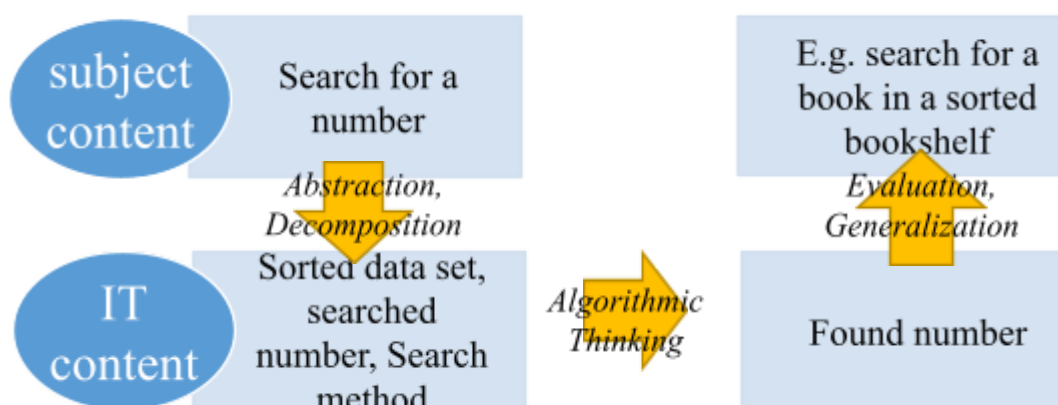 subject
content
Search for a
number
E.g. search for a
book in a sorted
bookshelf
Abstraction,
Decomposition
Evaluation,
Generalization
IT
content
Sorted data set,
searched
number, Search
method
Algorithmic
Thinking
Found number